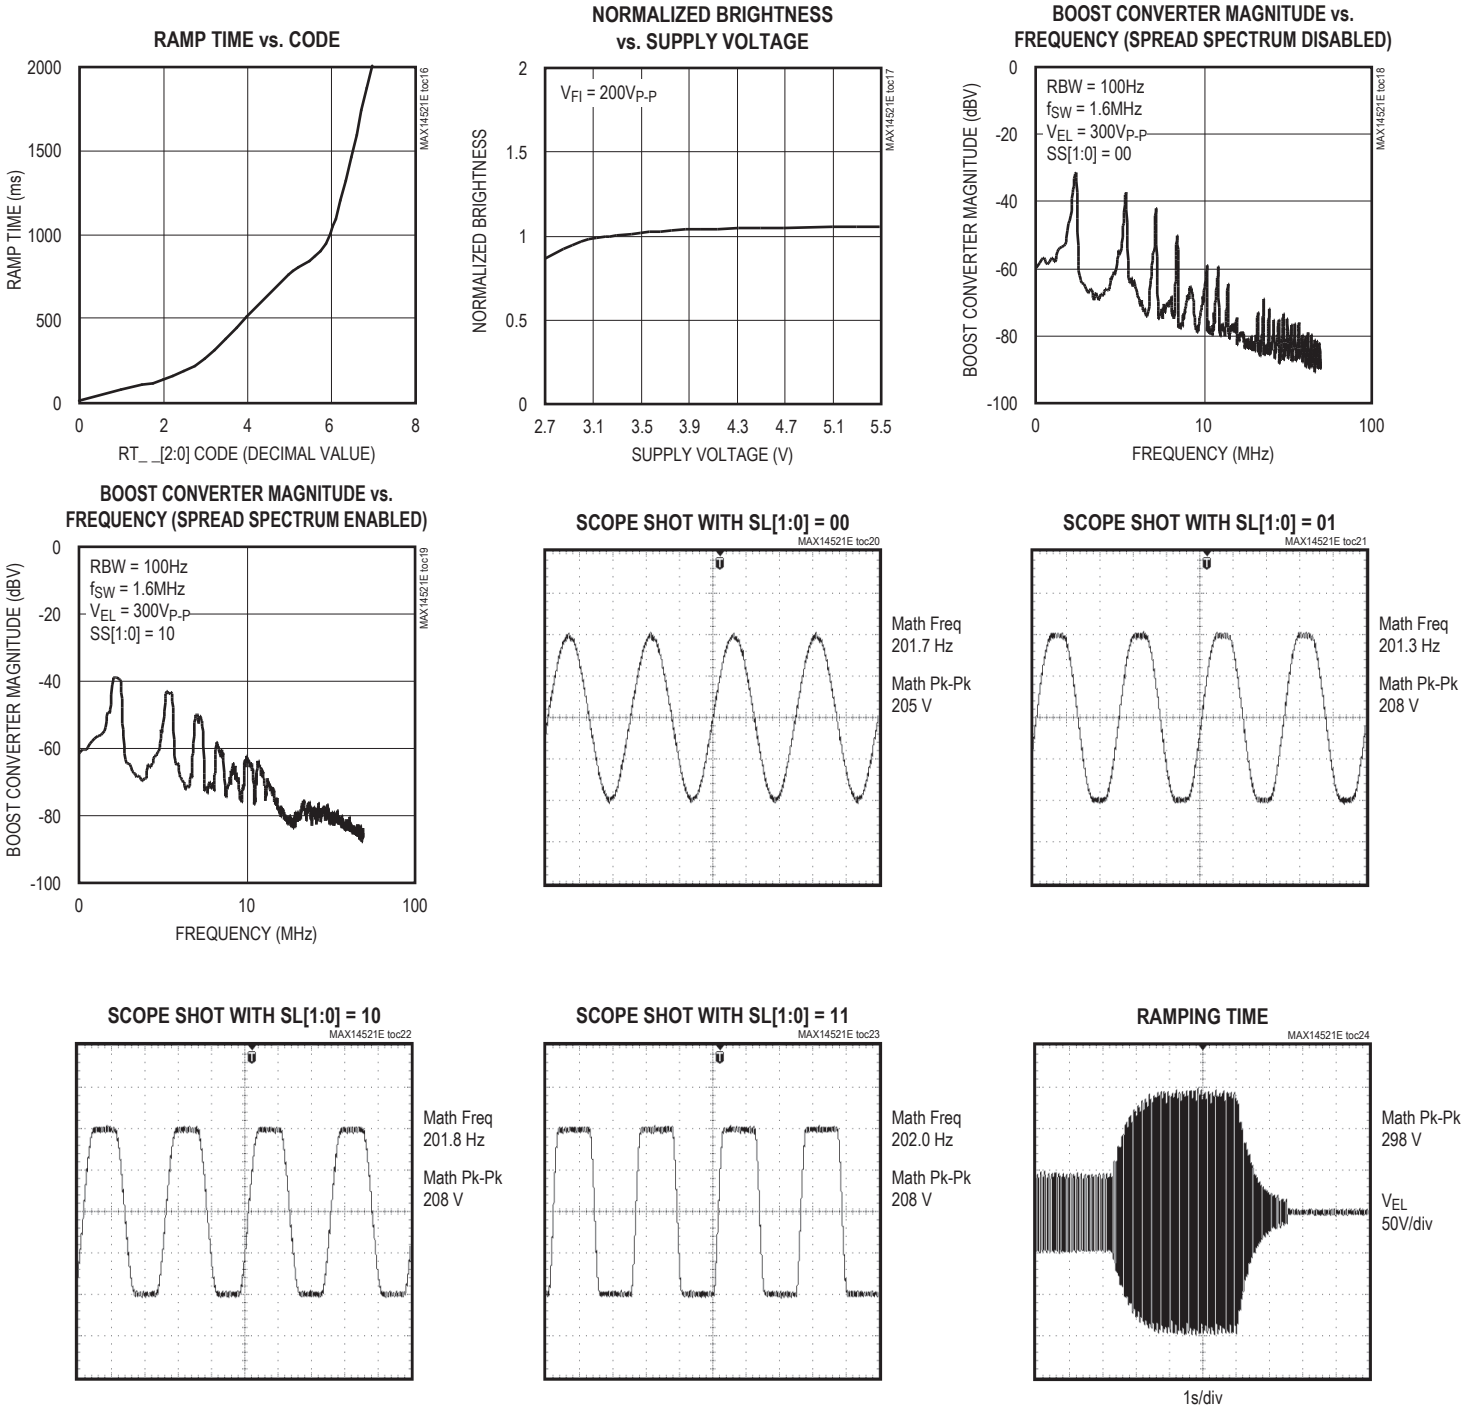 RAMP TIME vs. CODE
MAX14521E toc16
RAMP TIME (ms)
2000
1500
1000
500
0
0 2 4 6 8
RT_ _[2:0] CODE (DECIMAL VALUE)
NORMALIZED BRIGHTNESS
vs. SUPPLY VOLTAGE
MAX14521E toc17
VFI = 200VP-P
NORMALIZED BRIGHTNESS
2
1.5
1
0.5
0
2.7 3.1 3.5 3.9 4.3 4.7 5.1 5.5
SUPPLY VOLTAGE (V)
BOOST CONVERTER MAGNITUDE vs.
FREQUENCY (SPREAD SPECTRUM DISABLED)
MAX14521E toc18
RBW = 100Hz
fSW = 1.6MHz
VEL = 300VP-P
SS[1:0] = 00
BOOST CONVERTER MAGNITUDE (dBV)
0
-20
-40
-60
-80
-100
0 10 100
FREQUENCY (MHz)
BOOST CONVERTER MAGNITUDE vs.
FREQUENCY (SPREAD SPECTRUM ENABLED)
MAX14521E toc19
RBW = 100Hz
fSW = 1.6MHz
VEL = 300VP-P
SS[1:0] = 10
BOOST CONVERTER MAGNITUDE (dBV)
0
-20
-40
-60
-80
-100
0 10 100
FREQUENCY (MHz)
SCOPE SHOT WITH SL[1:0] = 00
MAX14521E toc20
T
Math Freq
201.7 Hz
Math Pk-Pk
205 V
SCOPE SHOT WITH SL[1:0] = 01
MAX14521E toc21
T
Math Freq
201.3 Hz
Math Pk-Pk
208 V
SCOPE SHOT WITH SL[1:0] = 10
MAX14521E toc22
T
Math Freq
201.8 Hz
Math Pk-Pk
208 V
SCOPE SHOT WITH SL[1:0] = 11
MAX14521E toc23
T
Math Freq
202.0 Hz
Math Pk-Pk
208 V
RAMPING TIME
MAX14521E toc24
Math Pk-Pk
298 V
VEL
50V/div
1s/div